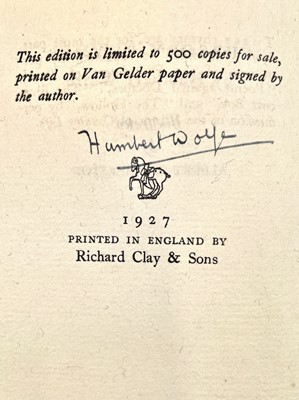 This edition is limited to 500 copies for sale,
printed on Van Gelder paper and signed by
the author.
Humbert Wolfe
1927
PRINTED IN ENGLAND BY
Richard Clay & Sons